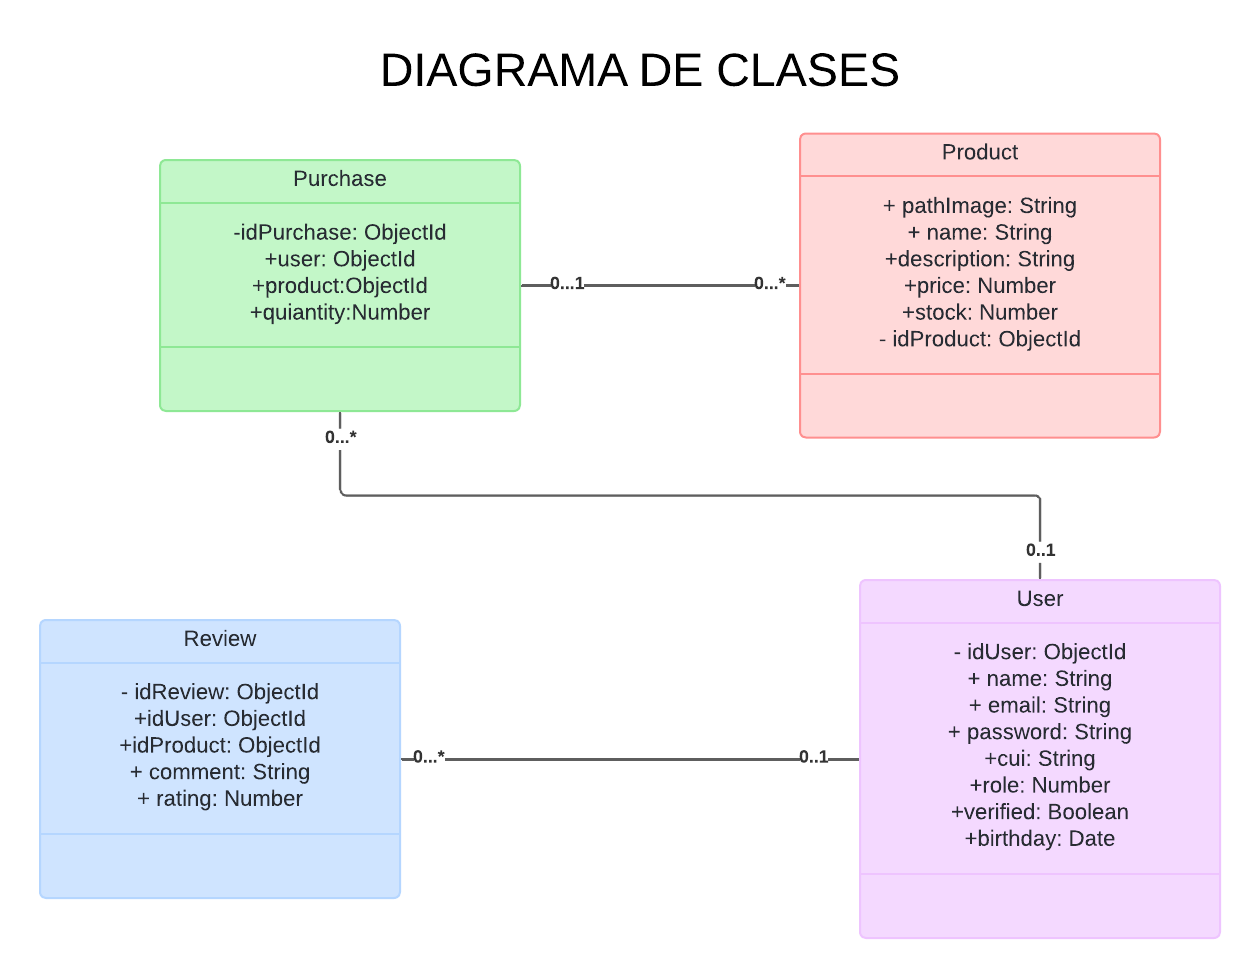 DIAGRAMA DE CLASES
Purchase
-idPurchase: ObjectId
+user: ObjectId
+product:ObjectId
+quiantity:Number
0...1
0...*
Product
+ pathImage: String
+ name: String
+description: String
+price: Number
+stock: Number
- idProduct: ObjectId
0...*
0..1
Review
- idReview: ObjectId
+idUser: ObjectId
+idProduct: ObjectId
+ comment: String
+ rating: Number
0...*
0..1
User
- idUser: ObjectId
+ name: String
+ email: String
+ password: String
+cui: String
+role: Number
+verified: Boolean
+birthday: Date